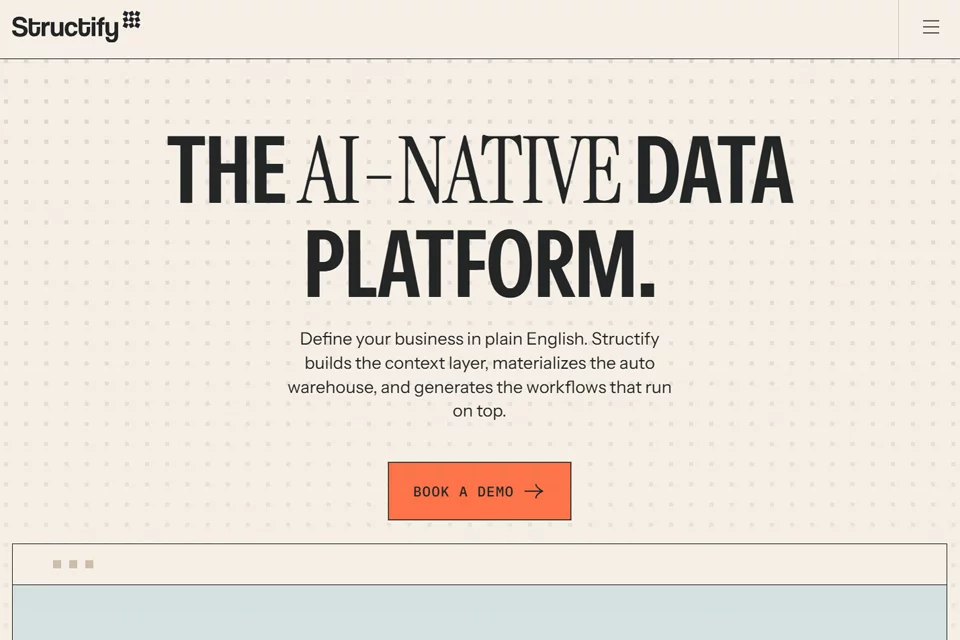 Structify
THE AI-NATIVE DATA
PLATFORM.
Define your business in plain English. Structify
builds the context layer, materializes the auto
warehouse, and generates the workflows that run
on top.
BOOK A DEMO →